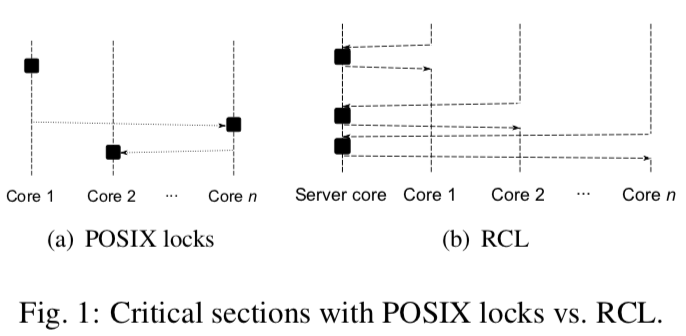 Core 1 Core 2 ... Core n
Server core Core 1 Core 2 ... Core n
(a) POSIX locks
(b) RCL
Fig. 1: Critical sections with POSIX locks vs. RCL.